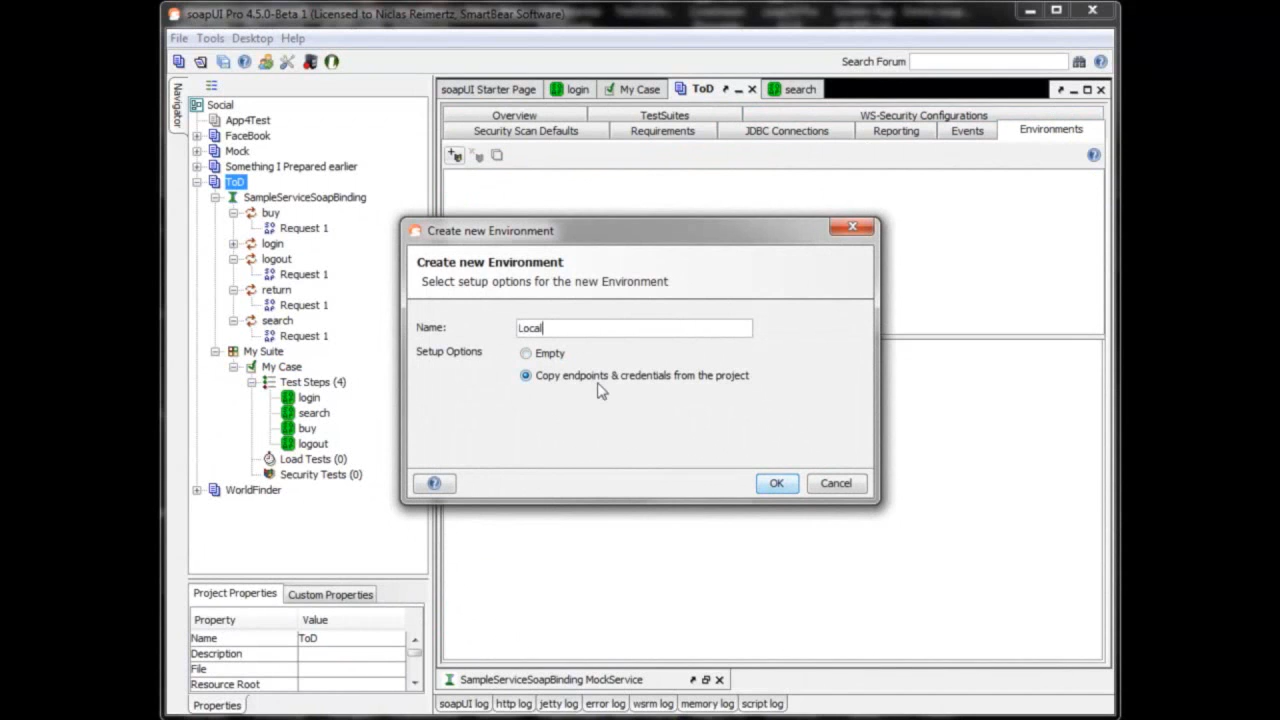 soapUI Pro 4.5.0-Beta 1 (Licensed to Niclas Reimertz, SmartBear Software)
File Tools Desktop Help
Search Forum
Navigator
Social
App4Test
FaceBook
Mock
Something I Prepared earlier
ToD
SampleServiceSoapBinding
buy
Request 1
login
logout
Request 1
return
Request 1
search
Request 1
My Suite
My Case
Test Steps (4)
login
search
buy
logout
Load Tests (0)
Security Tests (0)
WorldFinder
soapUI Starter Page login My Case ToD search
Overview TestSuites WS-Security Configurations
Security Scan Defaults Requirements JDBC Connections Reporting Events Environments
Create new Environment
Create new Environment
Select setup options for the new Environment
Name: Local
Setup Options Empty
Copy endpoints & credentials from the project
OK Cancel
Project Properties Custom Properties
Property Value
Name ToD
Description
File
Resource Root
Properties
SampleServiceSoapBinding MockService
soapUI log http log jetty log error log wsrm log memory log script log